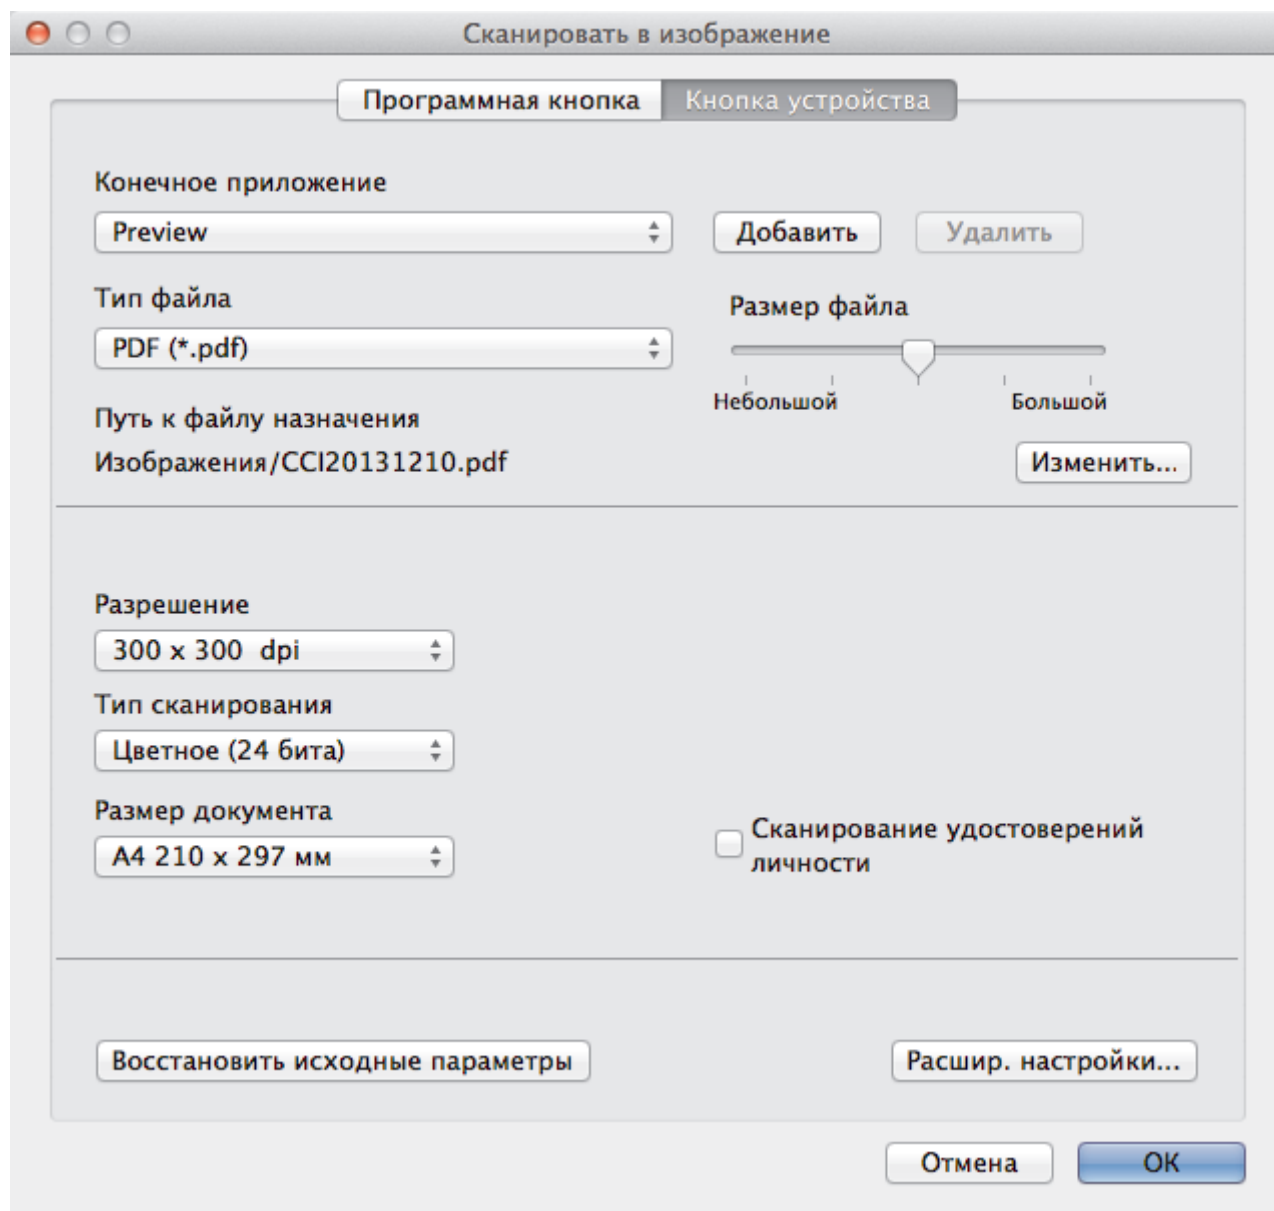 Сканировать в изображение
Программная кнопка Кнопка устройства
Конечное приложение
Preview Добавить Удалить
Тип файла
Размер файла
PDF (*.pdf)
Небольшой Большой
Путь к файлу назначения
Изображения/CCI20131210.pdf Изменить...
Разрешение
300 x 300 dpi
Тип сканирования
Цветное (24 бита)
Размер документа
A4 210 x 297 мм
Сканирование удостоверений
личности
Восстановить исходные параметры Расшир. настройки...
Отмена OK